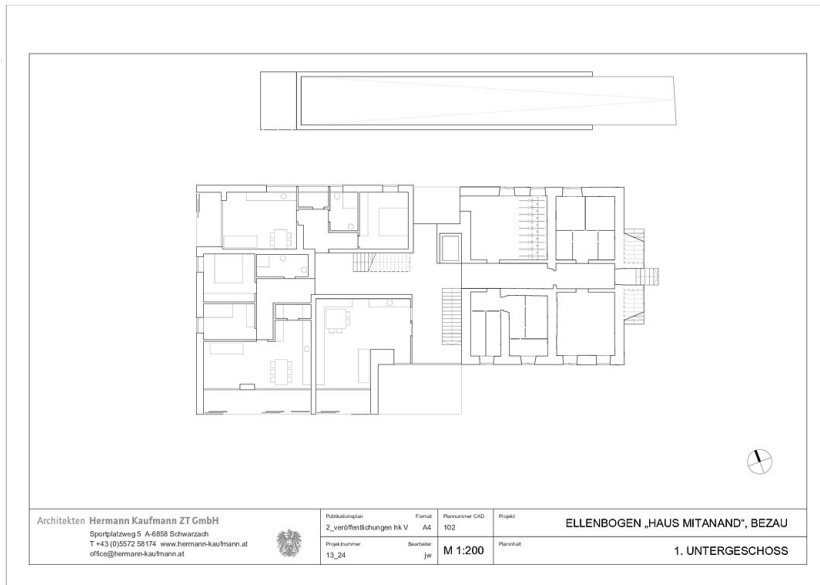 Architekten Hermann Kaufmann ZT GmbH
Sportplatzweg 5 A-6858 Schwarzach
T +43 (0)5572 58174 www.hermann-kaufmann.at
office@hermann-kaufmann.at
Publikationsplan Format
2_veröffentlichungen hk V A4
Projektnummer Bearbeiter
13_24 jw
Plannummer CAD
102
M 1:200
Projekt
ELLENBOGEN „HAUS MITANAND“, BEZAU
Planinhalt
1. UNTERGESCHOSS